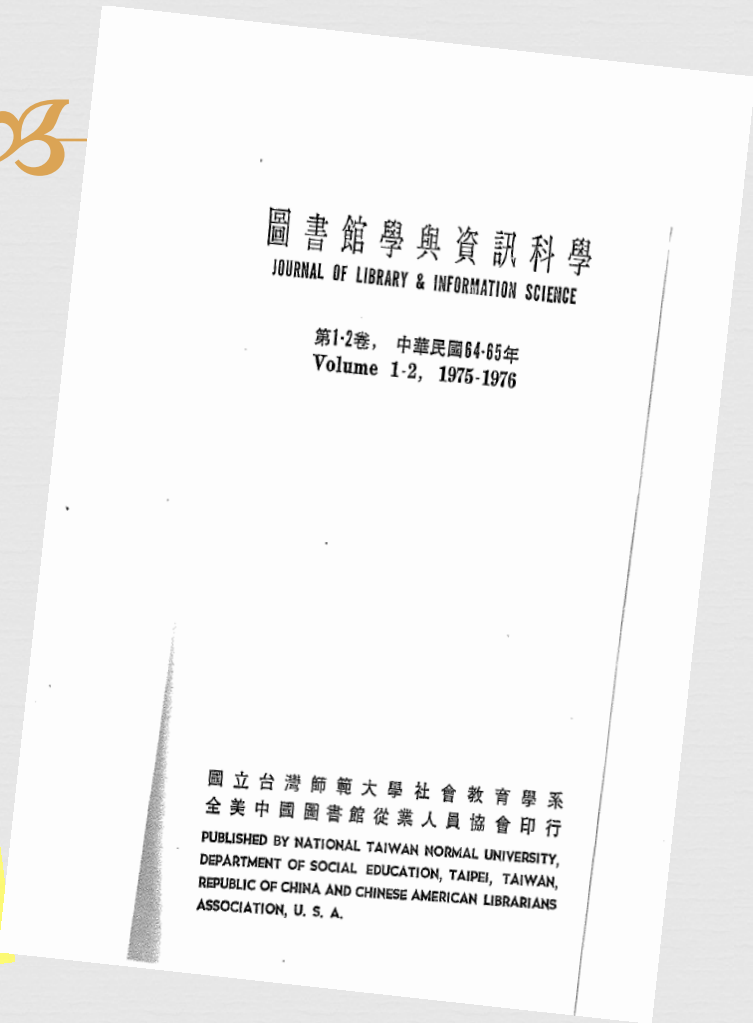 圖書館學與資訊科學
JOURNAL OF LIBRARY & INFORMATION SCIENCE
第1-2卷, 中華民國64-65年
Volume 1-2, 1975-1976
國立台灣師範大學社會教育學系
全美中國圖書館從業人員協會印行
PUBLISHED BY NATIONAL TAIWAN NORMAL UNIVERSITY,
DEPARTMENT OF SOCIAL EDUCATION, TAIPEI, TAIWAN,
REPUBLIC OF CHINA AND CHINESE AMERICAN LIBRARIANS
ASSOCIATION, U. S. A.